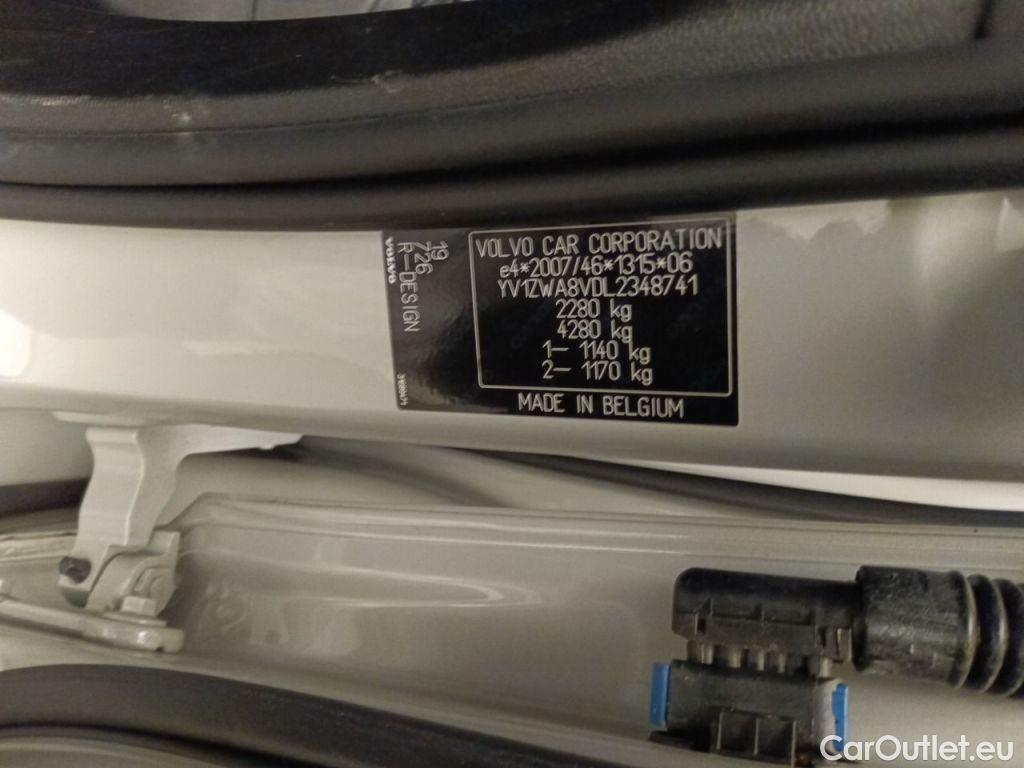 VOLVO CAR CORPORATION
e4*2007/46*1315*06
YV1ZWA8VDL2348741
2280 kg
4280 kg
1- 1140 kg
2- 1170 kg
MADE IN BELGIUM
19
726
R-DESIGN
VOLVO
CarOutlet.eu